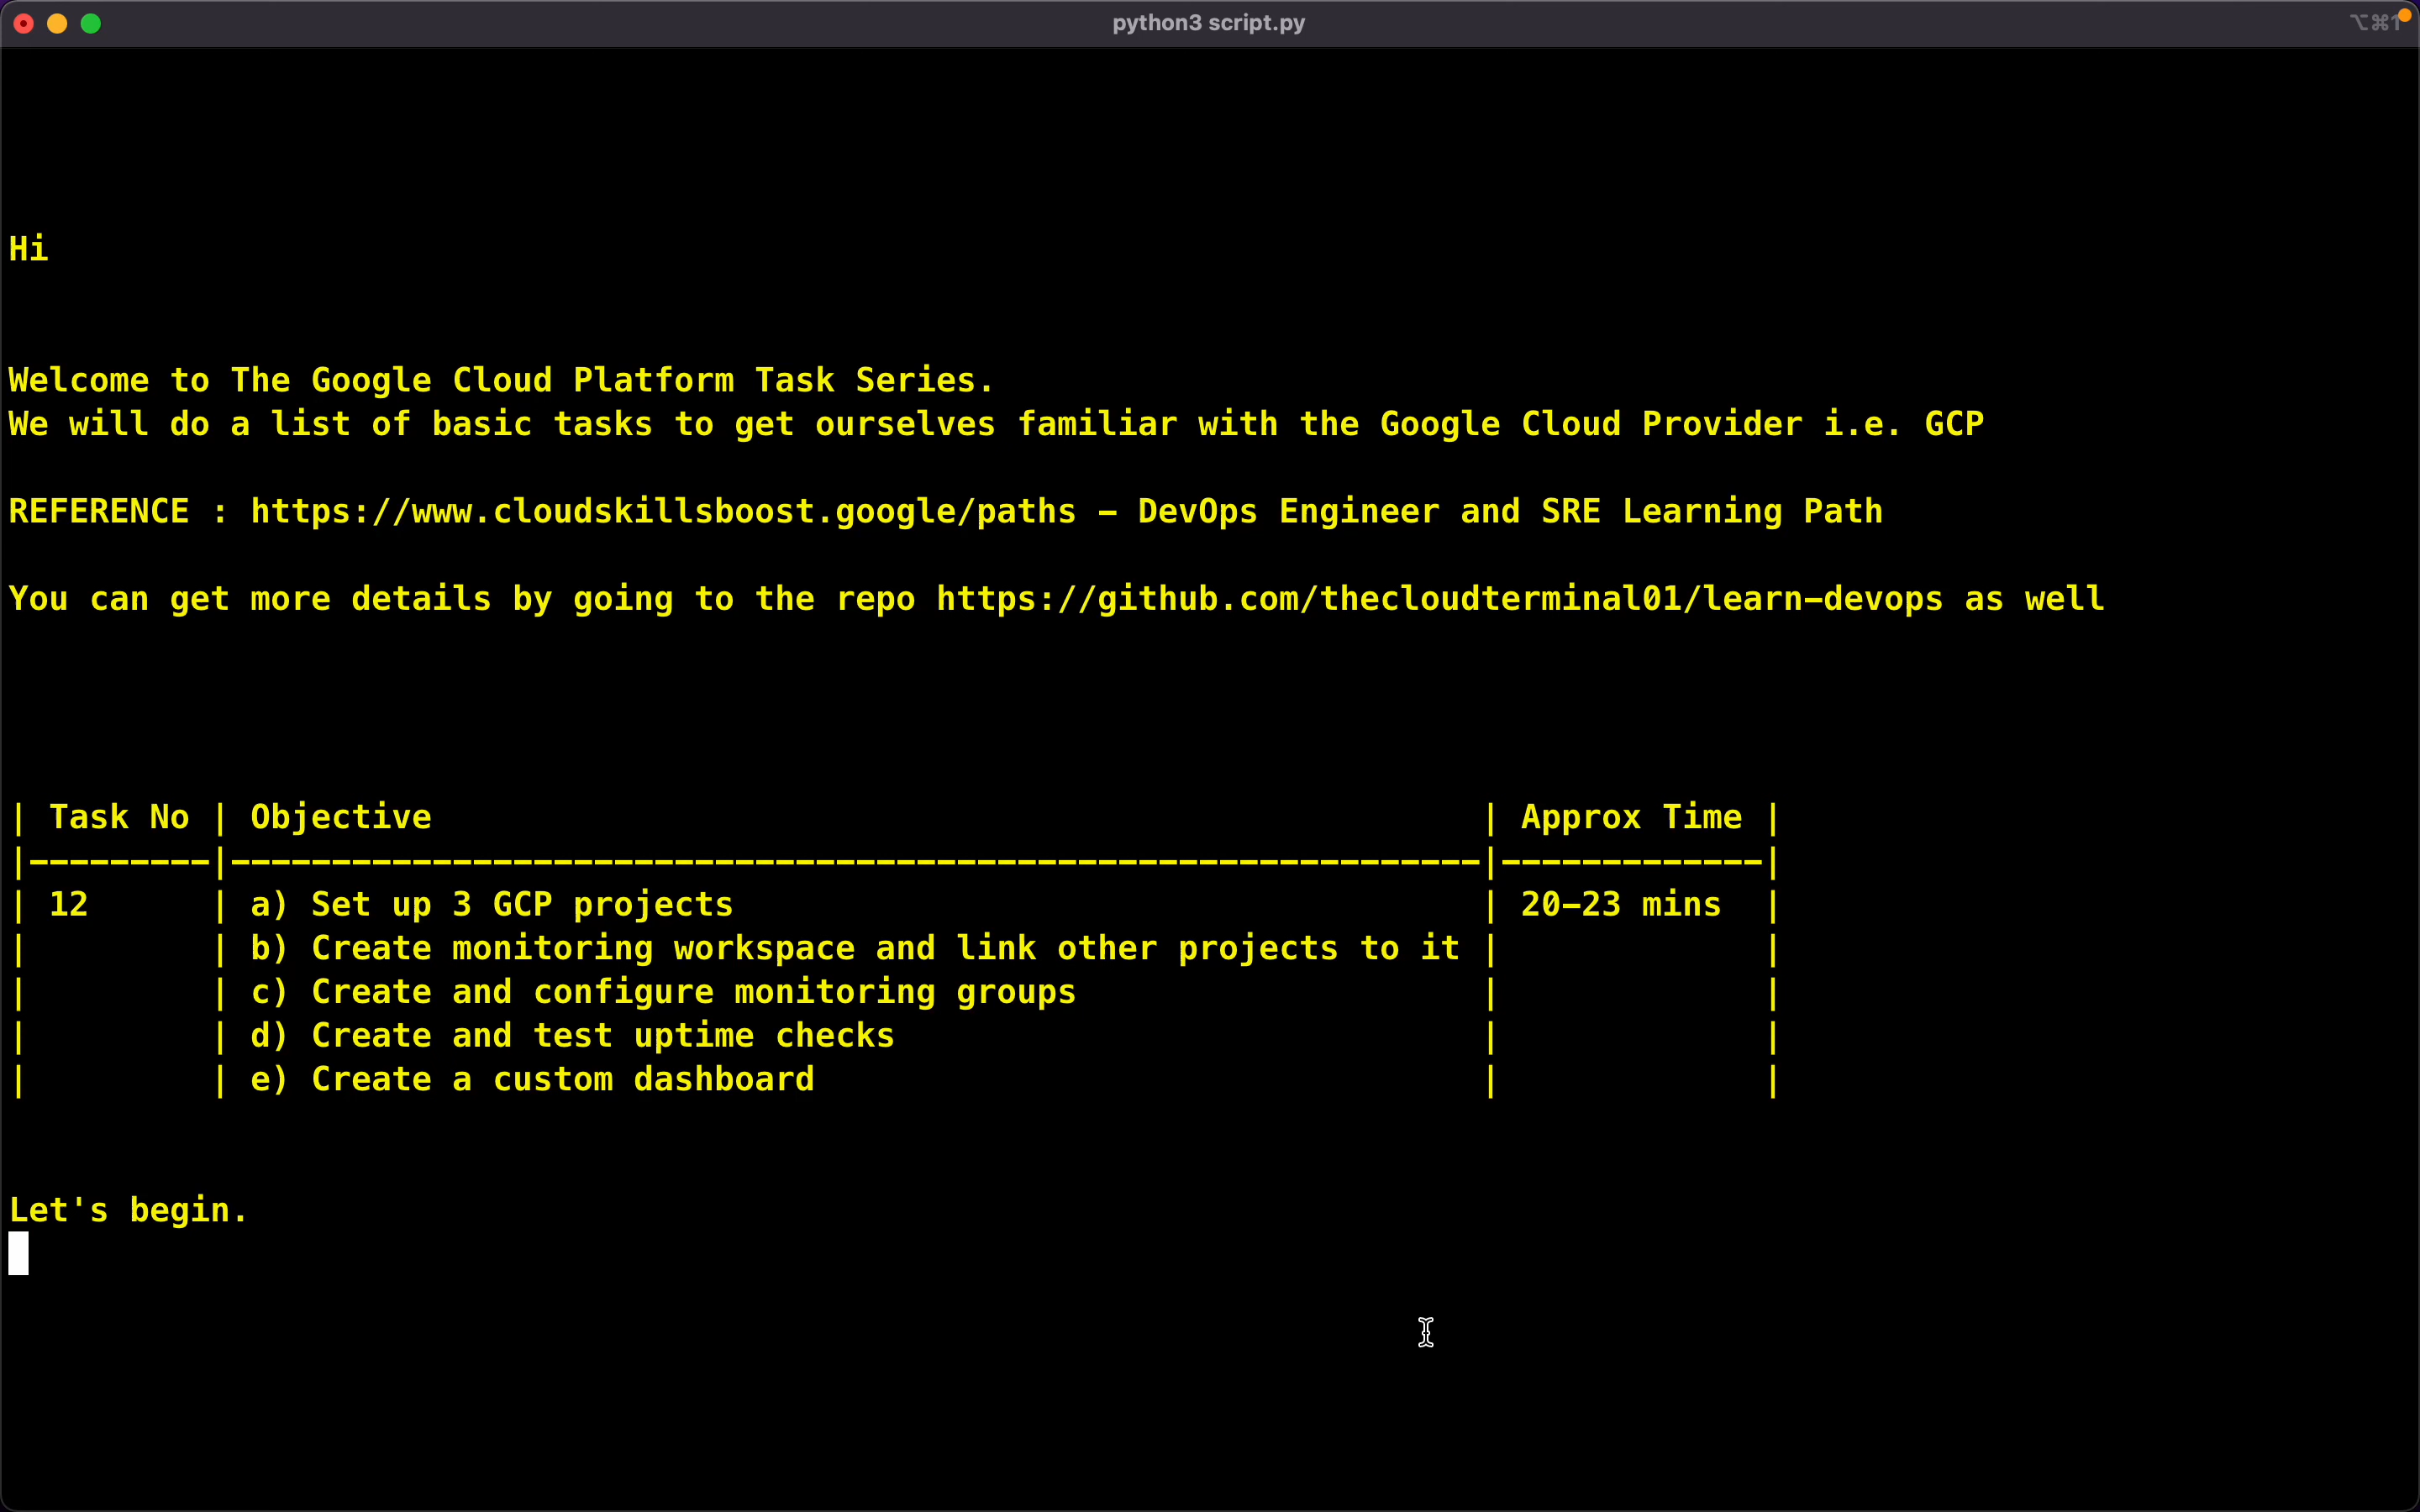 python3 script.py
⌥⌘1
Hi
Welcome to The Google Cloud Platform Task Series.
We will do a list of basic tasks to get ourselves familiar with the Google Cloud Provider i.e. GCP
REFERENCE : https://www.cloudskillsboost.google/paths - DevOps Engineer and SRE Learning Path
You can get more details by going to the repo https://github.com/thecloudterminal01/learn-devops as well
| Task No | Objective | Approx Time |
|---------|--------------------------------------------------------------|-------------|
| 12 | a) Set up 3 GCP projects | 20-23 mins |
| | b) Create monitoring workspace and link other projects to it | |
| | c) Create and configure monitoring groups | |
| | d) Create and test uptime checks | |
| | e) Create a custom dashboard | |
Let's begin.